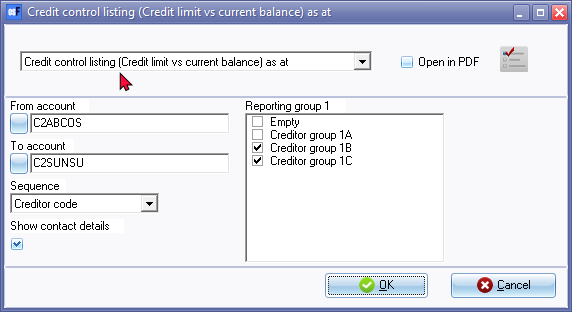 Credit control listing (Credit limit vs current balance) as at
Credit control listing (Credit limit vs current balance) as at
Open in PDF
From account
C2ABCOS
To account
C2SUNSU
Sequence
Creditor code
Show contact details
Reporting group 1
Empty
Creditor group 1A
Creditor group 1B
Creditor group 1C
OK
Cancel